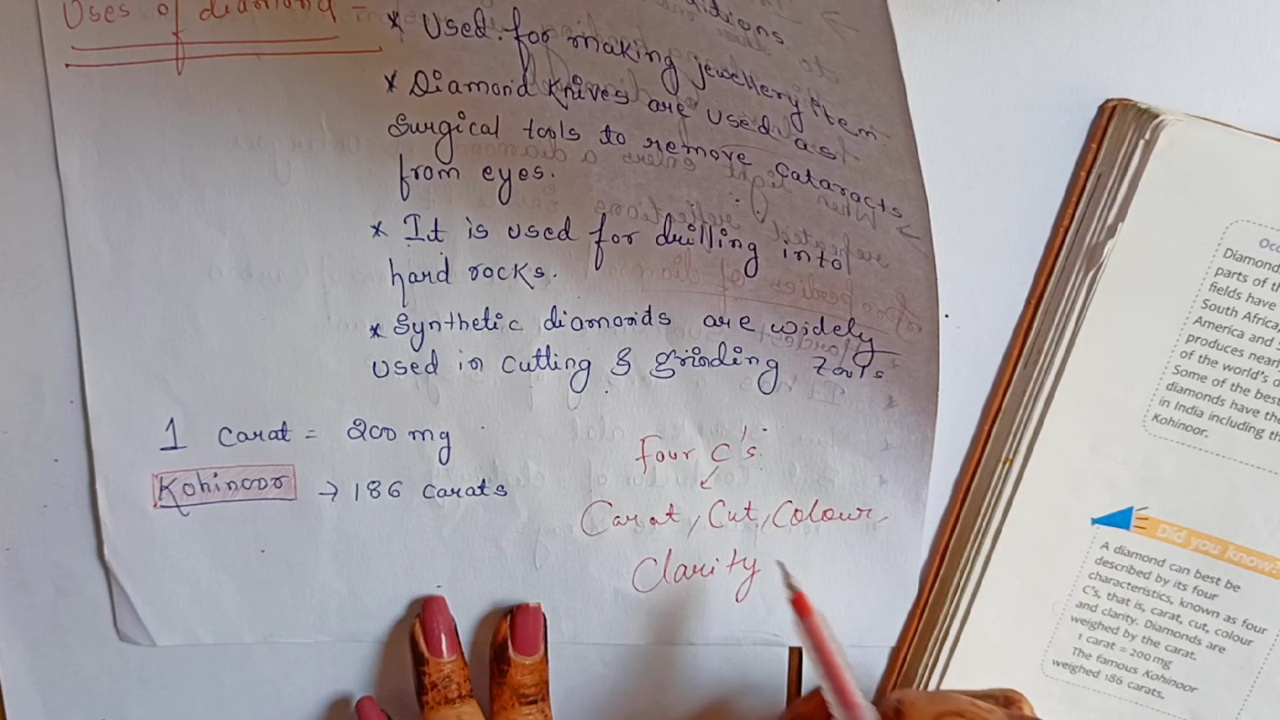 Uses of diamond -
* Used for making jewellery item
* Diamond Knives are used as
Surgical tools to remove cataracts
from eyes.
* It is used for drilling into
hard rocks.
* Synthetic diamonds are widely
used in cutting & grinding tools
1 carat = 200 mg
Kohinoor → 186 carats
Four C's
Carat, Cut, Colour,
Clarity
Diamond
parts of th
fields have
South Africa,
America and
produces near
of the world's
Some of the best
diamonds have the
in India including th
Kohinoor.
Did you know?
A diamond can best be
described by its four
characteristics, known as four
C's, that is, carat, cut, colour
and clarity. Diamonds are
weighed by the carat.
1 carat = 200 mg
The famous Kohinoor
weighed 186 carats.